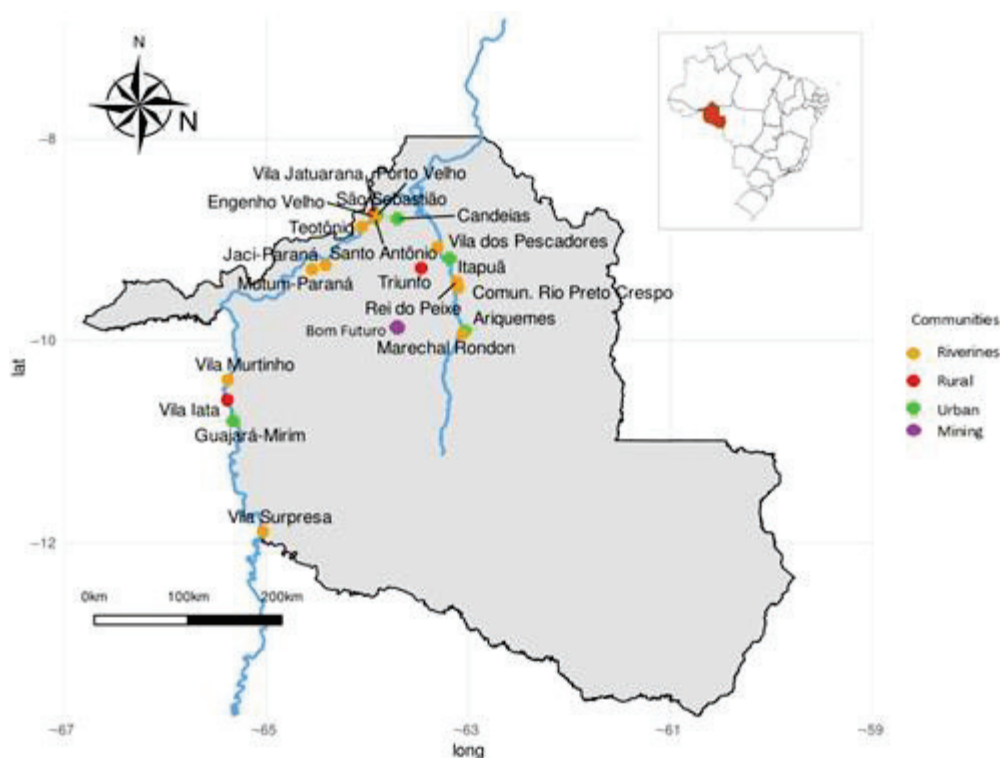 N
N
−8
−10
−12
lat
Vila Jatuarana
Porto Velho
Engenho Velho
São Sebastião
Candeias
Teotônio
Vila dos Pescadores
Jaci-Paraná
Santo Antônio
Itapuã
Mutum-Paraná
Triunfo
Comun. Rio Preto Crespo
Rei do Peixe
Ariquemes
Bom Futuro
Marechal Rondon
Vila Murtinho
Vila Iata
Guajará-Mirim
Vila Surpresa
0km 100km 200km
−67 −65 −63 −61 −59
long
Communities
Riverines
Rural
Urban
Mining